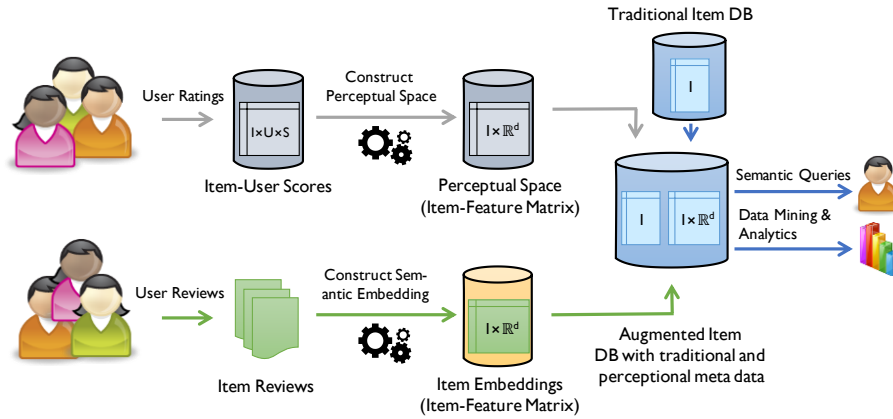 Traditional Item DB
I
User Ratings
I×U×S
Item-User Scores
Construct
Perceptual Space
I×ℝᵈ
Perceptual Space
(Item-Feature Matrix)
I
I×ℝᵈ
Semantic Queries
Data Mining &
Analytics
User Reviews
Item Reviews
Construct Sem-
antic Embedding
I×ℝᵈ
Item Embeddings
(Item-Feature Matrix)
Augmented Item
DB with traditional and
perceptional meta data